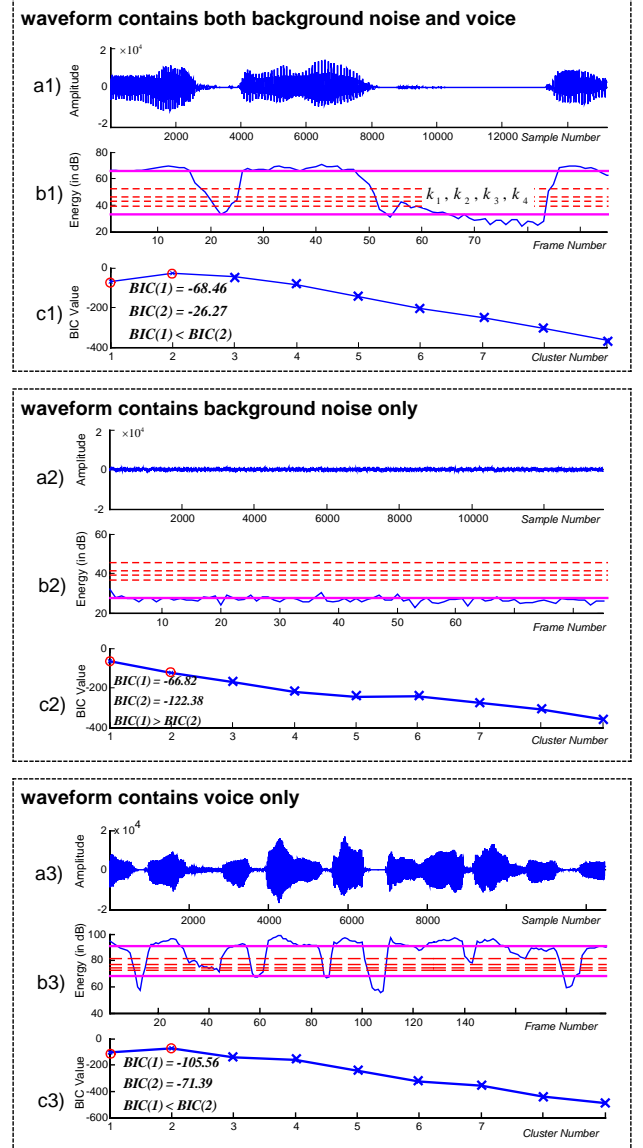 waveform contains both background noise and voice
2 ×10⁴
a1)
Amplitude
0
-2
2000 4000 6000 8000 10000 12000 Sample Number
80
b1)
Energy (in dB)
60
40
20
k₁ , k₂ , k₃ , k₄
10 20 30 40 50 60 70 Frame Number
0
c1)
BIC Value
-200
-400
BIC(1) = -68.46
BIC(2) = -26.27
BIC(1) < BIC(2)
1 2 3 4 5 6 7 Cluster Number
waveform contains background noise only
2 ×10⁴
a2)
Amplitude
0
-2
2000 4000 6000 8000 10000 Sample Number
60
b2)
Energy (in dB)
40
20
10 20 30 40 50 60 Frame Number
0
c2)
BIC Value
-200
-400
BIC(1) = -66.82
BIC(2) = -122.38
BIC(1) > BIC(2)
1 2 3 4 5 6 7 Cluster Number
waveform contains voice only
2 x 10⁴
a3)
Amplitude
0
-2
2000 4000 6000 8000 Sample Number
100
b3)
Energy (in dB)
80
60
40
20 40 60 80 100 120 140 Frame Number
0
c3)
BIC Value
-200
-400
-600
BIC(1) = -105.56
BIC(2) = -71.39
BIC(1) < BIC(2)
1 2 3 4 5 6 7 Cluster Number